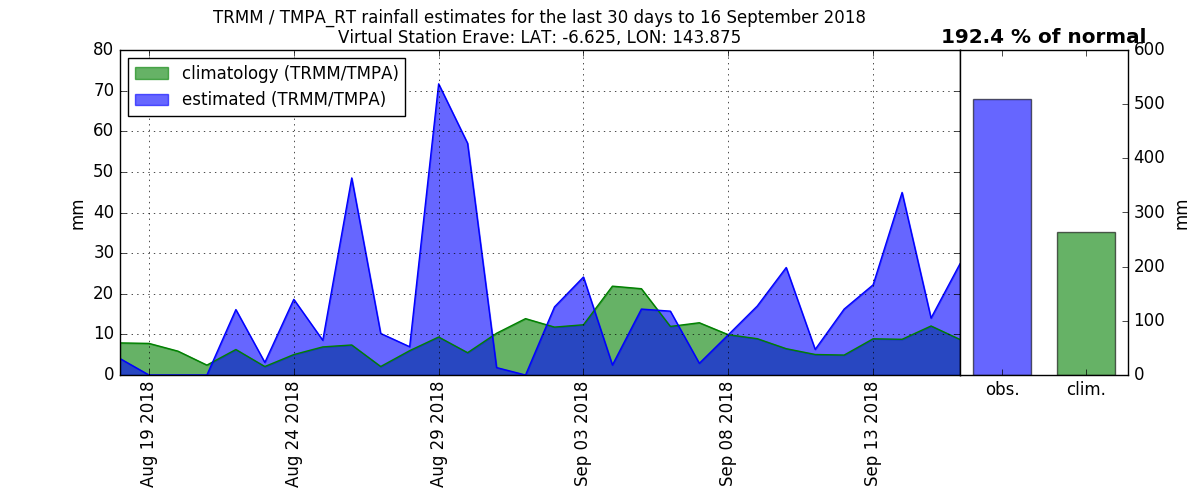 TRMM / TMPA_RT rainfall estimates for the last 30 days to 16 September 2018
Virtual Station Erave: LAT: -6.625, LON: 143.875
192.4 % of normal
climatology (TRMM/TMPA)
estimated (TRMM/TMPA)
mm
80
70
60
50
40
30
20
10
0
Aug 19 2018
Aug 24 2018
Aug 29 2018
Sep 03 2018
Sep 08 2018
Sep 13 2018
obs.
clim.
600
500
400
300
200
100
0
mm